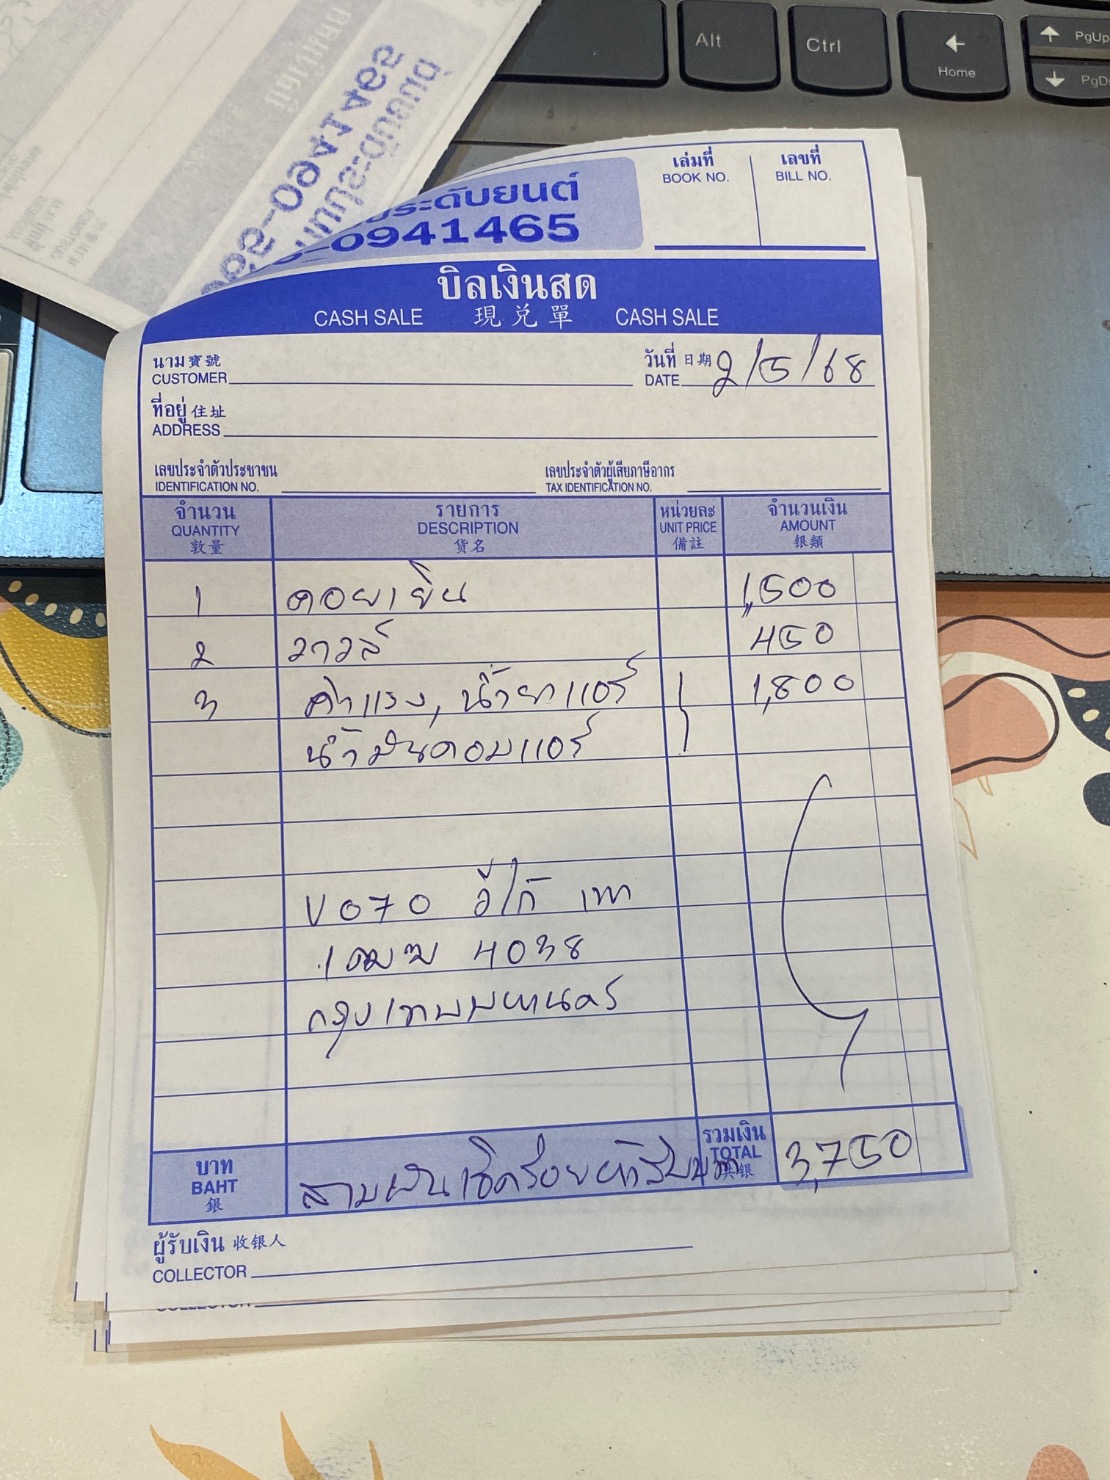 Alt
Ctrl
Home
PgUp
ประดับยนต์
0941465
เล่มที่
BOOK NO.
เลขที่
BILL NO.
บิลเงินสด
CASH SALE 現兑單 CASH SALE
นาม寳號
CUSTOMER
วันที่ 日期
DATE 2/5/68
ที่อยู่ 住址
ADDRESS
เลขประจำตัวประชาชน
IDENTIFICATION NO.
เลขประจำตัวผู้เสียภาษีอากร
TAX IDENTIFICATION NO.
จำนวน รายการ หน่วยละ จำนวนเงิน
QUANTITY DESCRIPTION UNIT PRICE AMOUNT
數量 貨名 備註 银類
1 คอยเย็น 1,500
2 วาวล์ 450
3 ค่าแรง, น้ำยาแอร์ 1,800
น้ำมันคอมแอร์
V070 อีโก้ เทา
4038
กรุงเทพมหานคร
บาท
BAHT
銀
สามพันเจ็ดร้อยห้าสิบบาท
รวมเงิน
TOTAL
共銀
3,750
ผู้รับเงิน 收银人
COLLECTOR